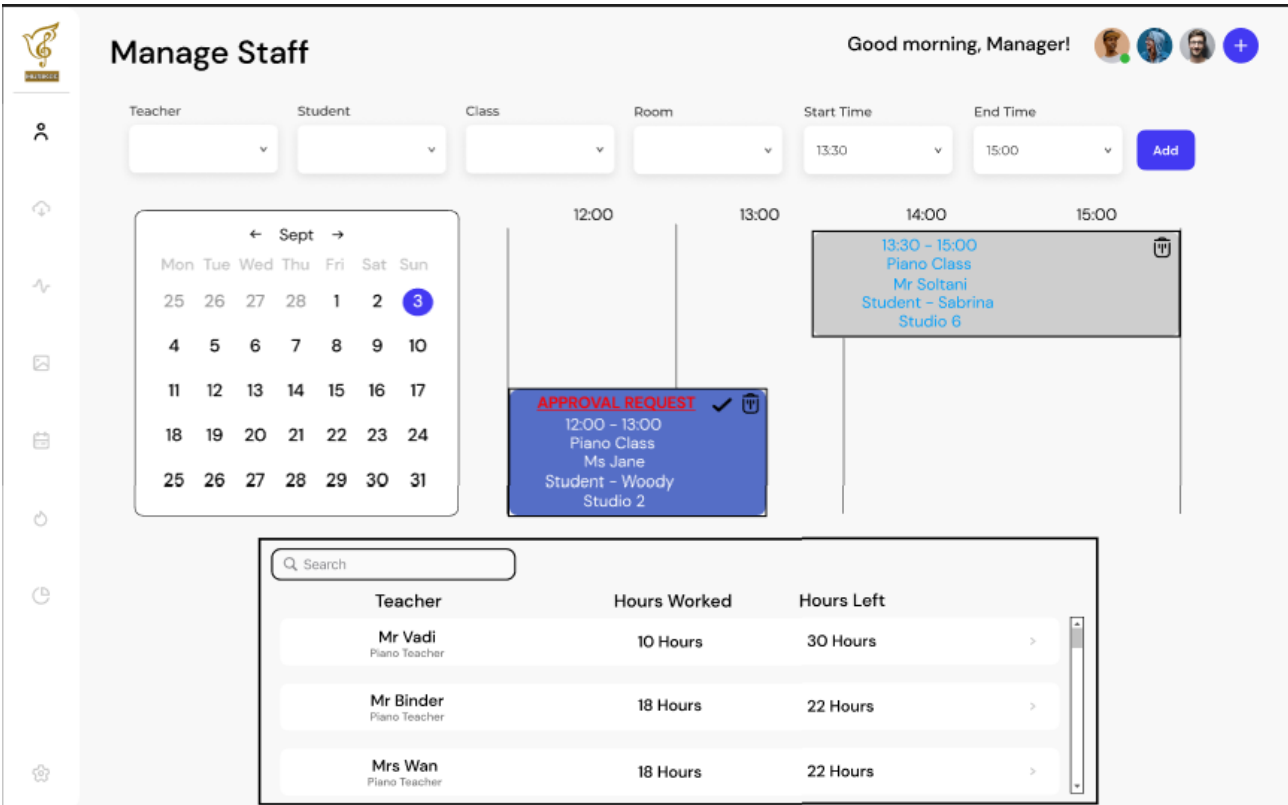 Manage Staff
Good morning, Manager!
+
Teacher Student Class Room Start Time End Time
13:30 15:00 Add
← Sept →
Mon Tue Wed Thu Fri Sat Sun
25 26 27 28 1 2 3
4 5 6 7 8 9 10
11 12 13 14 15 16 17
18 19 20 21 22 23 24
25 26 27 28 29 30 31
12:00 13:00 14:00 15:00
13:30 - 15:00
Piano Class
Mr Soltani
Student - Sabrina
Studio 6
APPROVAL REQUEST
12:00 - 13:00
Piano Class
Ms Jane
Student - Woody
Studio 2
Search
Teacher Hours Worked Hours Left
Mr Vadi 10 Hours 30 Hours
Piano Teacher
Mr Binder 18 Hours 22 Hours
Piano Teacher
Mrs Wan 18 Hours 22 Hours
Piano Teacher